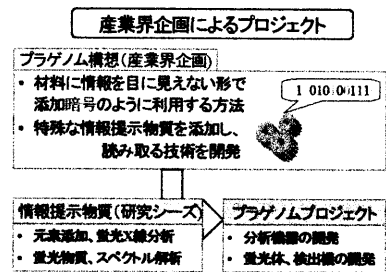 産業界企画によるプロジェクト
プラゲノム構想(産業界企画)
• 材料に情報を目に見えない形で
添加暗号のように利用する方法
• 特殊な情報提示物質を添加し、
読み取る技術を開発
情報提示物質(研究シーズ)
• 元素添加、蛍光X線分析
• 蛍光物質、スペクトル解析
プラゲノムプロジェクト
• 分析機器の開発
• 蛍光体、検出機の開発